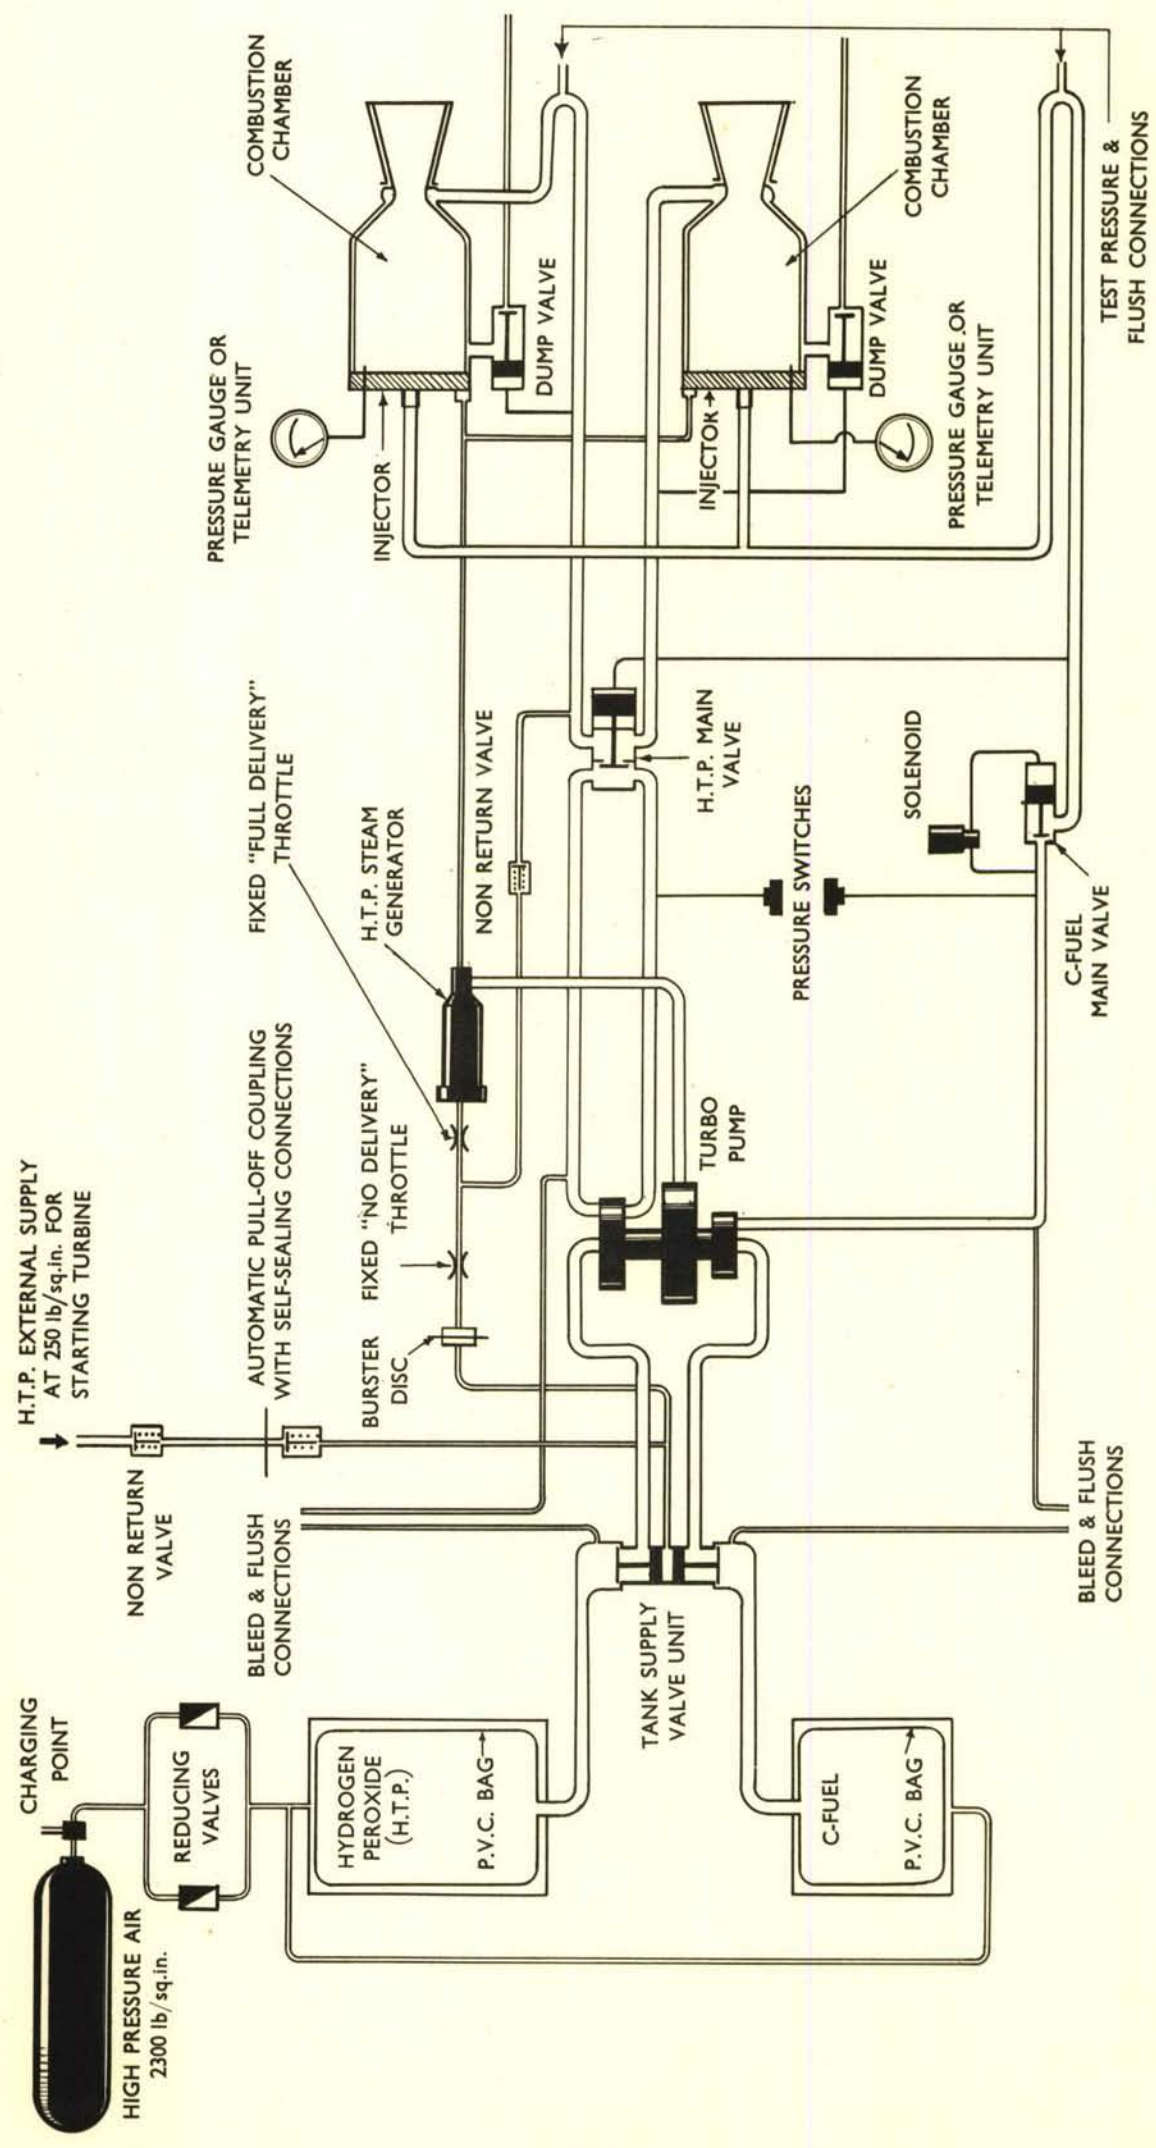 HIGH PRESSURE AIR
2300 lb/sq.in.
CHARGING
POINT
REDUCING
VALVES
HYDROGEN
PEROXIDE
(H.T.P.)
P.V.C. BAG
C-FUEL
P.V.C. BAG
NON RETURN
VALVE
H.T.P. EXTERNAL SUPPLY
AT 250 lb/sq.in. FOR
STARTING TURBINE
BLEED & FLUSH
CONNECTIONS
AUTOMATIC PULL-OFF COUPLING
WITH SELF-SEALING CONNECTIONS
TANK SUPPLY
VALVE UNIT
BLEED & FLUSH
CONNECTIONS
BURSTER
DISC
FIXED "NO DELIVERY"
THROTTLE
FIXED "FULL DELIVERY"
THROTTLE
H.T.P. STEAM
GENERATOR
NON RETURN VALVE
TURBO
PUMP
H.T.P. MAIN
VALVE
PRESSURE SWITCHES
SOLENOID
C-FUEL
MAIN VALVE
PRESSURE GAUGE OR
TELEMETRY UNIT
INJECTOR
COMBUSTION
CHAMBER
DUMP VALVE
INJECTOR
COMBUSTION
CHAMBER
DUMP VALVE
PRESSURE GAUGE OR
TELEMETRY UNIT
TEST PRESSURE &
FLUSH CONNECTIONS